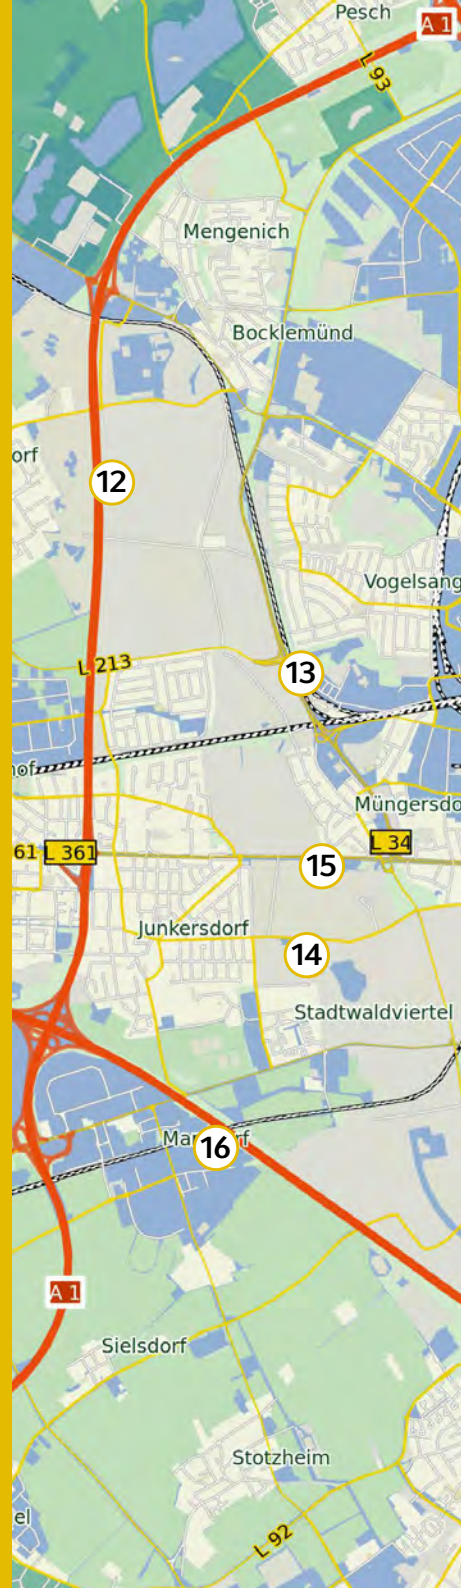 Pesch
A 1
L 93
Mengenich
Bocklemünd
orf
12
Vogelsang
L 213
13
hof
Müngersdo
61
L 361
L 34
15
Junkersdorf
14
Stadtwaldviertel
16
A 1
Sielsdorf
Stotzheim
el
L 92